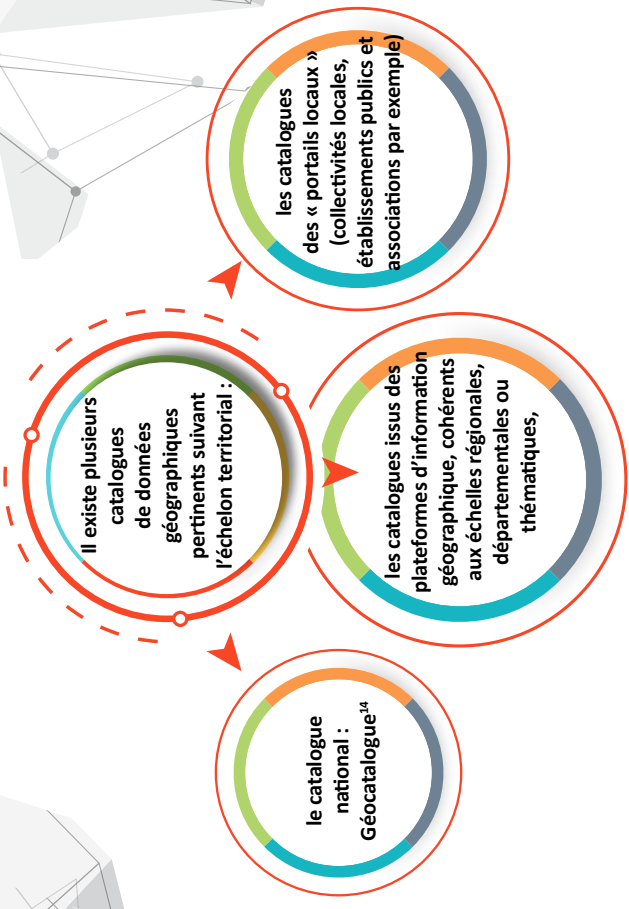 Il existe plusieurs
catalogues
de données
géographiques
pertinents suivant
l’échelon territorial :
le catalogue
national :
Géocatalogue14
les catalogues issus des
plateformes d’information
géographique, cohérents
aux échelles régionales,
départementales ou
thématiques,
les catalogues
des « portails locaux »
(collectivités locales,
établissements publics et
associations par exemple)